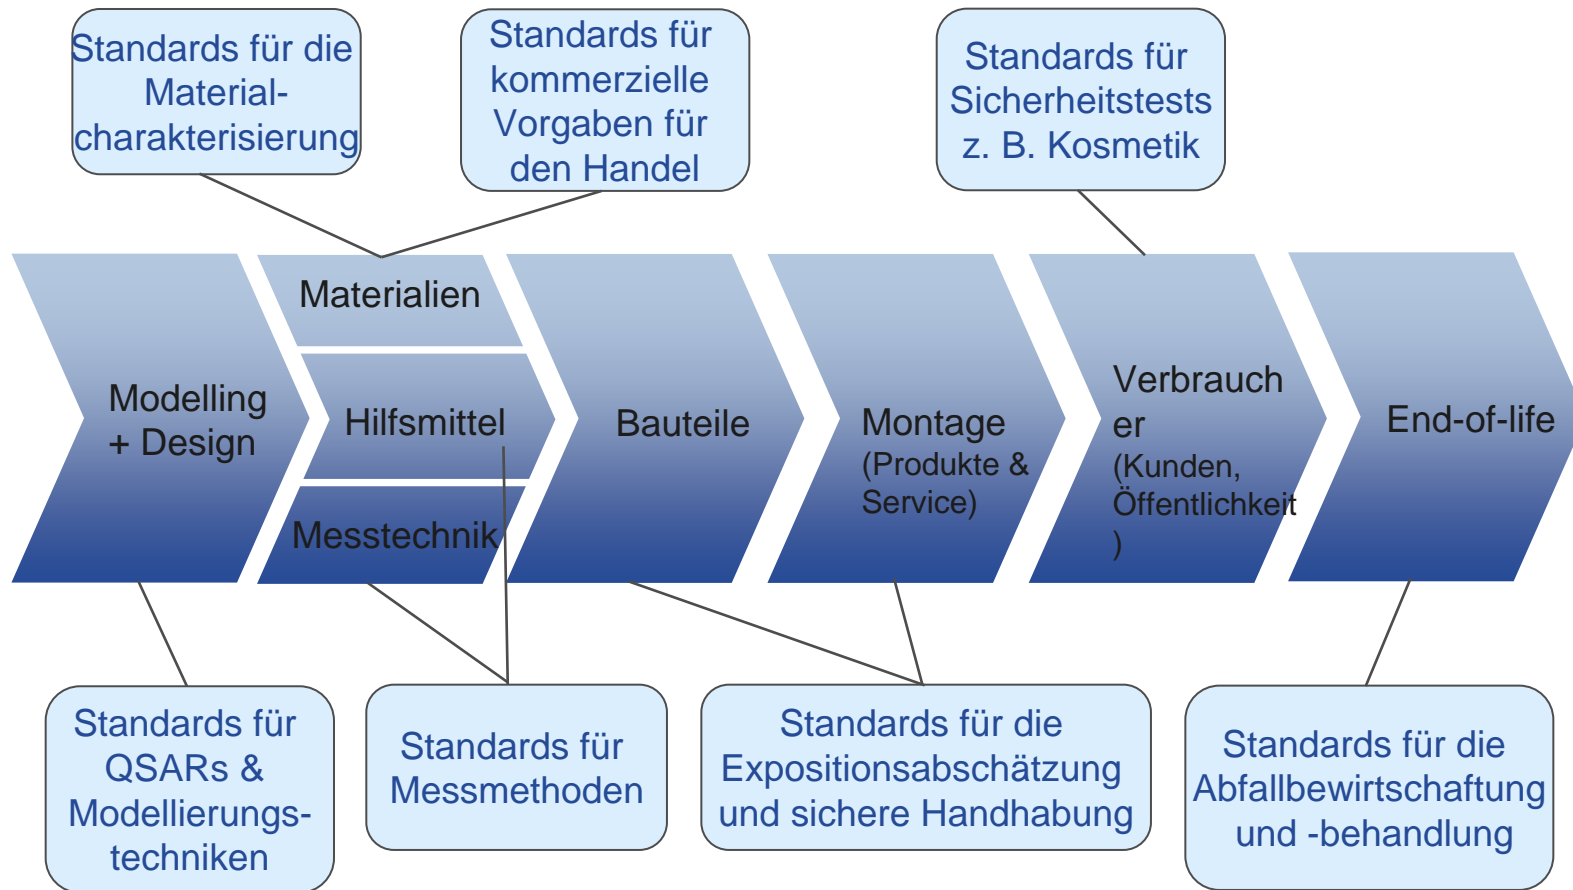 Standards für die
Material-
charakterisierung
Standards für
kommerzielle
Vorgaben für
den Handel
Standards für
Sicherheitstests
z. B. Kosmetik
Modelling
+ Design
Materialien
Hilfsmittel
Messtechnik
Bauteile
Montage
(Produkte &
Service)
Verbrauch
er
(Kunden,
Öffentlichkeit
)
End-of-life
Standards für
QSARs &
Modellierungs-
techniken
Standards für
Messmethoden
Standards für die
Expositionsabschätzung
und sichere Handhabung
Standards für die
Abfallbewirtschaftung
und -behandlung